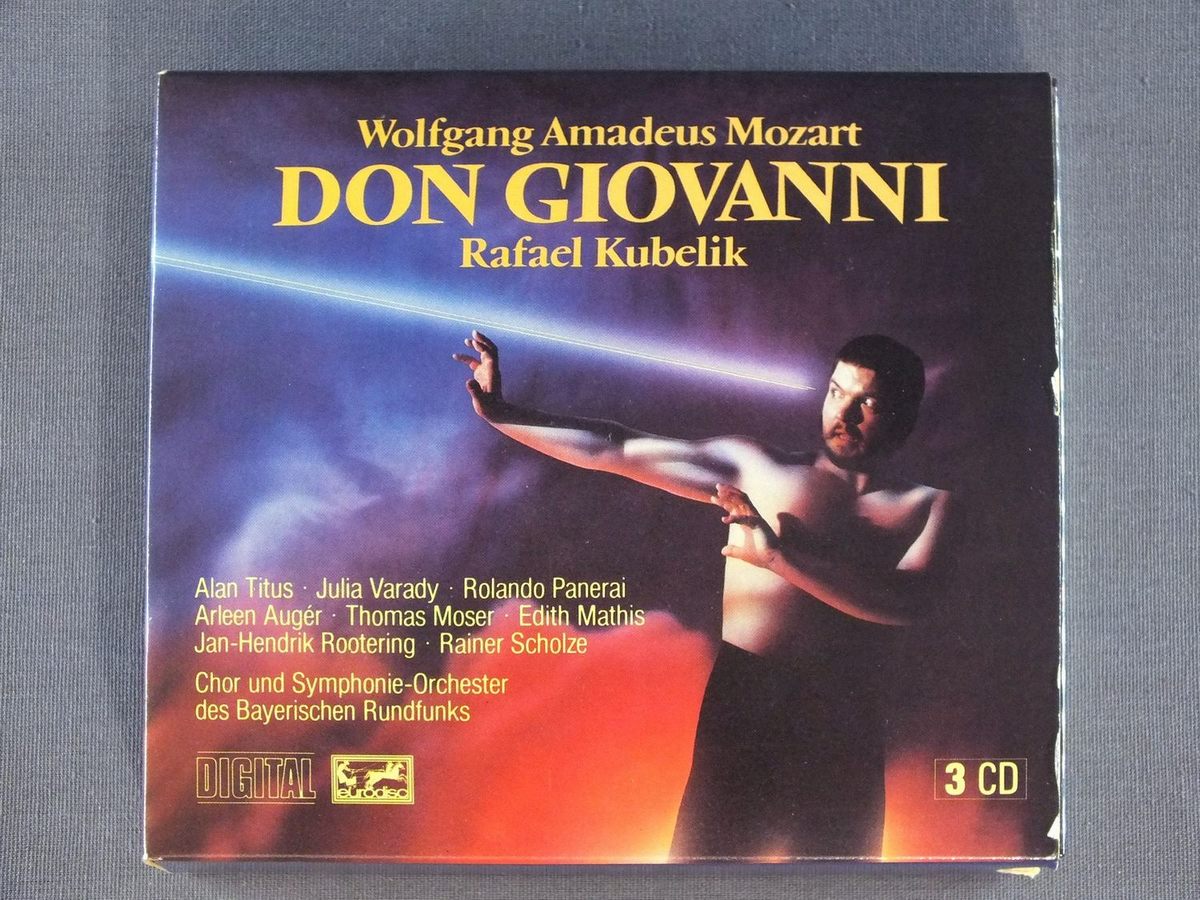 Wolfgang Amadeus Mozart
DON GIOVANNI
Rafael Kubelik
Alan Titus · Julia Varady · Rolando Panerai
Arleen Augér · Thomas Moser · Edith Mathis
Jan-Hendrik Rootering · Rainer Scholze
Chor und Symphonie-Orchester
des Bayerischen Rundfunks
DIGITAL eurodisc
3 CD